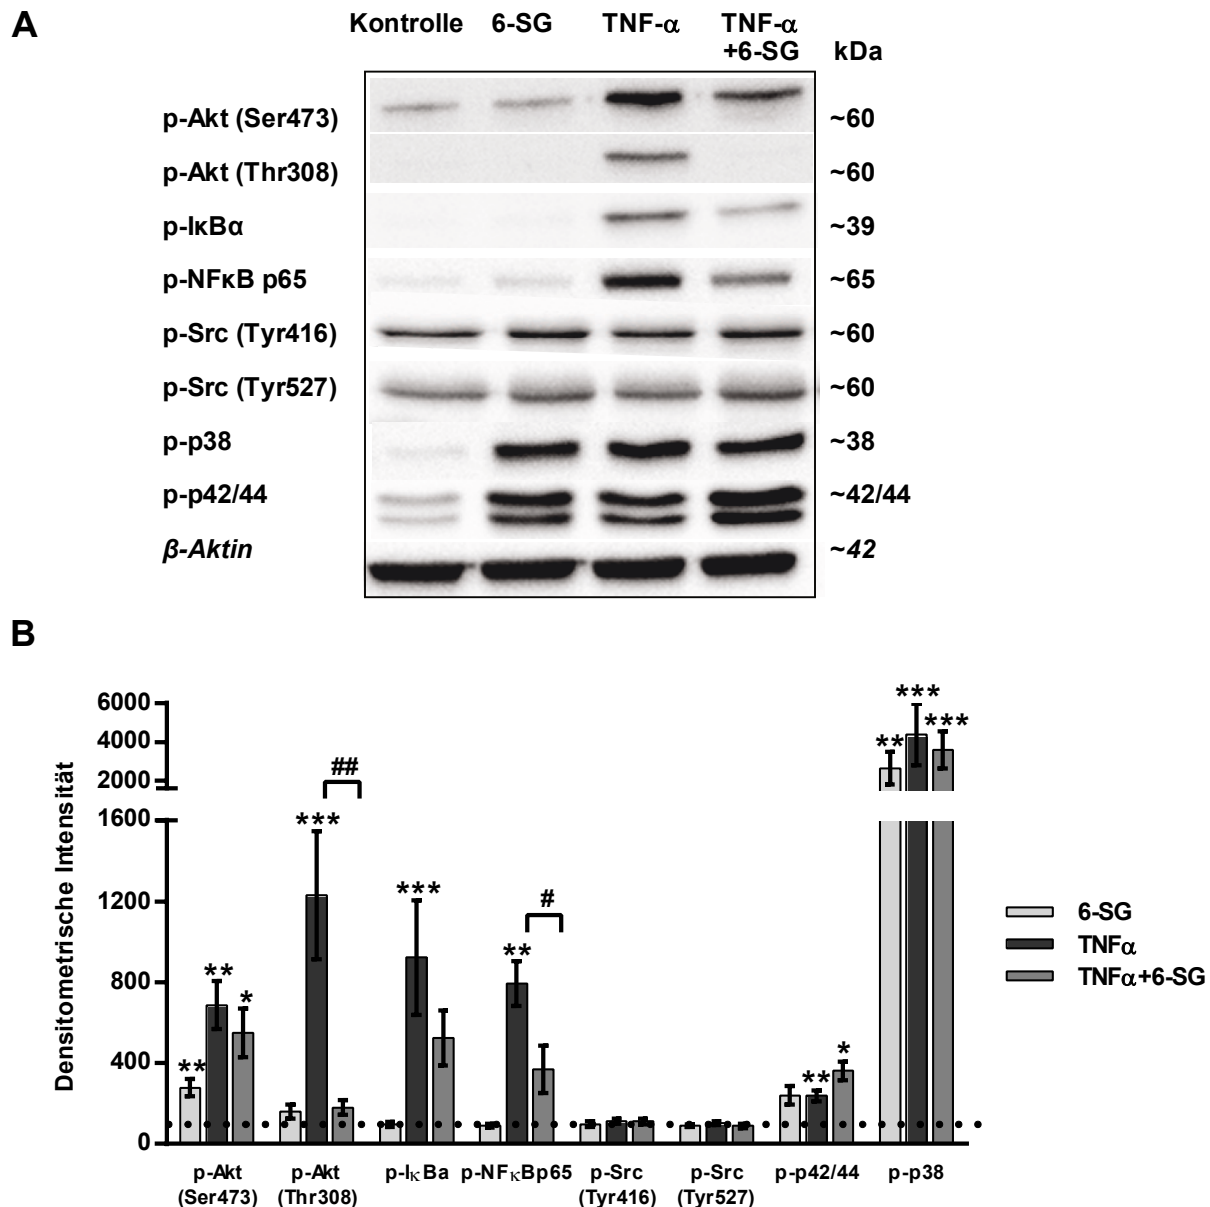 A
Kontrolle 6-SG TNF-α TNF-α
+6-SG kDa
p-Akt (Ser473) ~60
p-Akt (Thr308) ~60
p-IκBα ~39
p-NFκB p65 ~65
p-Src (Tyr416) ~60
p-Src (Tyr527) ~60
p-p38 ~38
p-p42/44 ~42/44
β-Aktin ~42
B
Densitometrische Intensität
6000
4000
2000
1600
1200
800
400
0
** ** *
*** ##
***
** #
** *
** *** ***
p-Akt
(Ser473)
p-Akt
(Thr308)
p-IκBa
p-NFκBp65
p-Src
(Tyr416)
p-Src
(Tyr527)
p-p42/44
p-p38
6-SG
TNFα
TNFα+6-SG